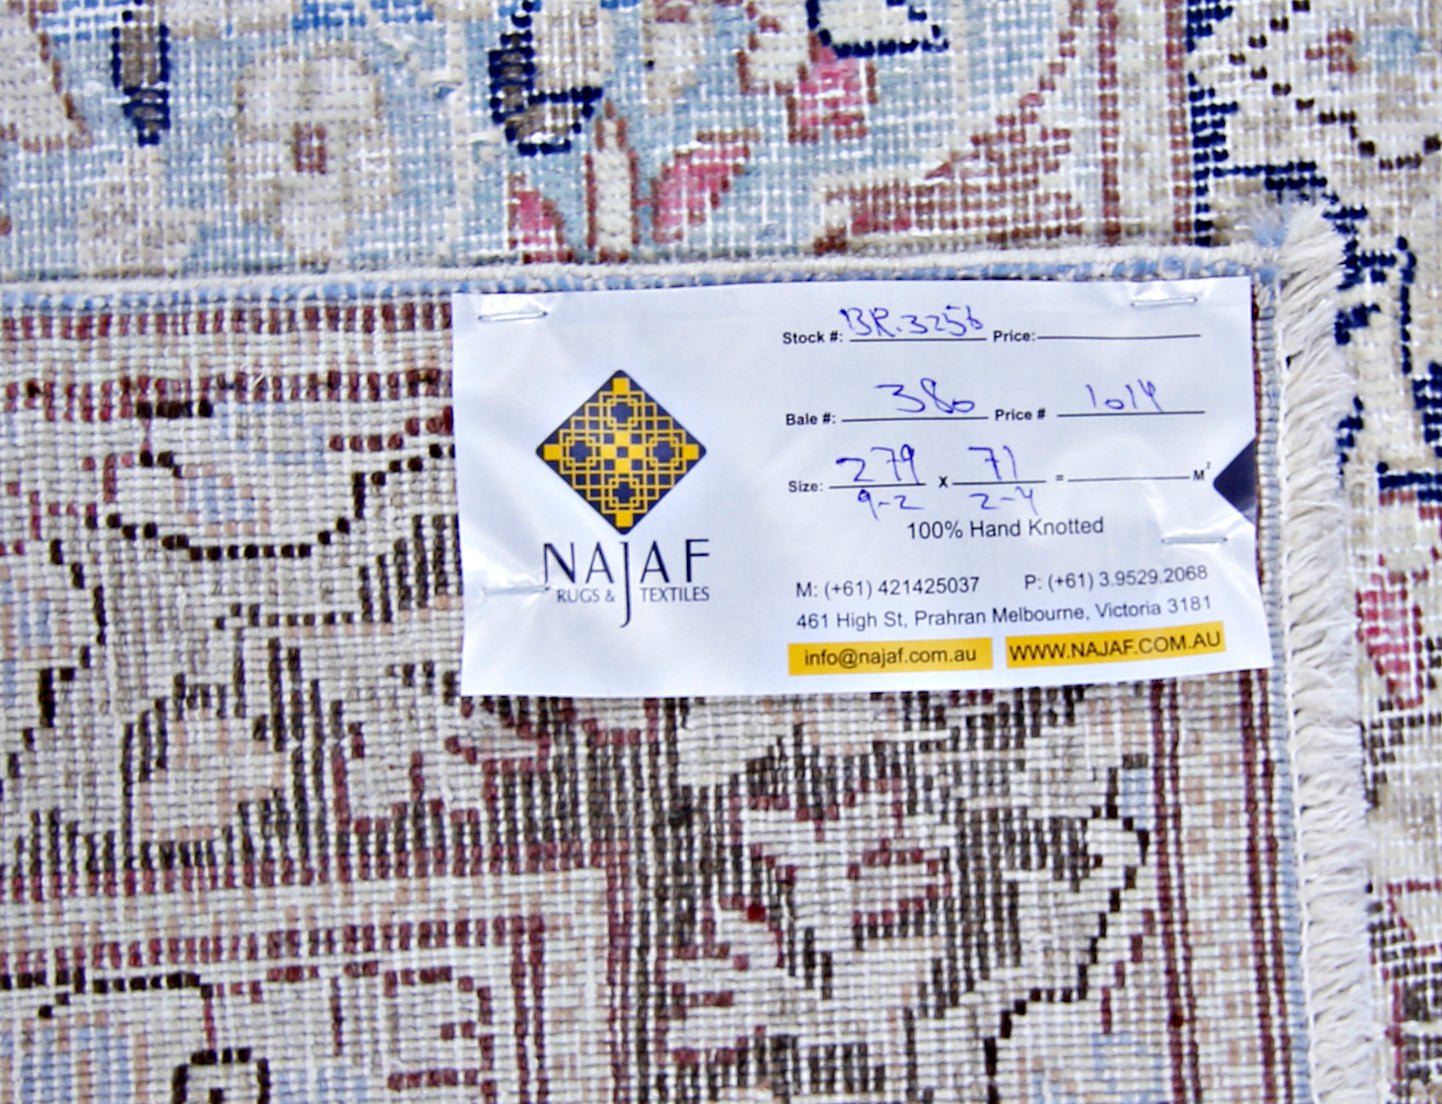 NAJAF
RUGS & TEXTILES
Stock #: BR.3256 Price:
Bale #: 380 Price # 1014
Size: 279 x 71 = M²
9-2 2-4
100% Hand Knotted
M: (+61) 421425037 P: (+61) 3.9529.2068
461 High St, Prahran Melbourne, Victoria 3181
info@najaf.com.au WWW.NAJAF.COM.AU